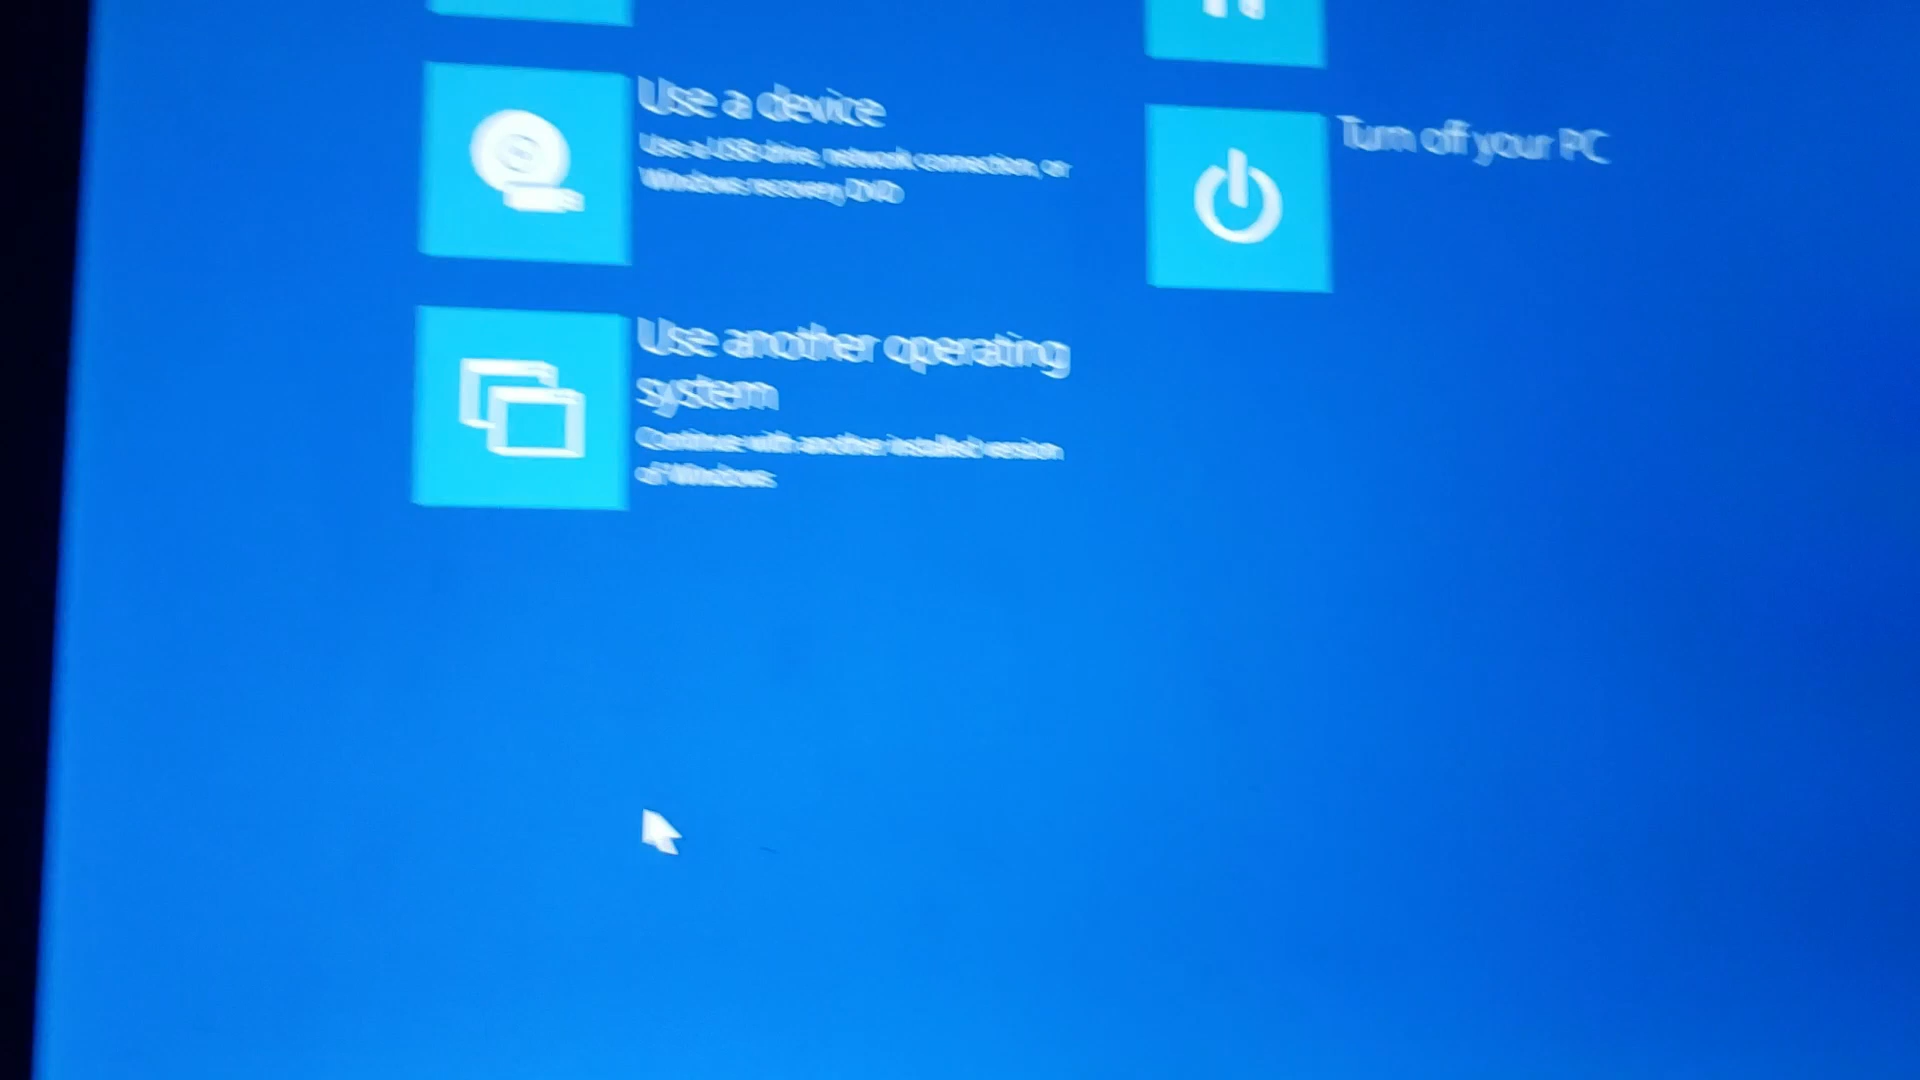 Use a device
Use a USB drive, network connection, or
Windows recovery DVD
Turn off your PC
Use another operating
system
Continue with another installed version
of Windows